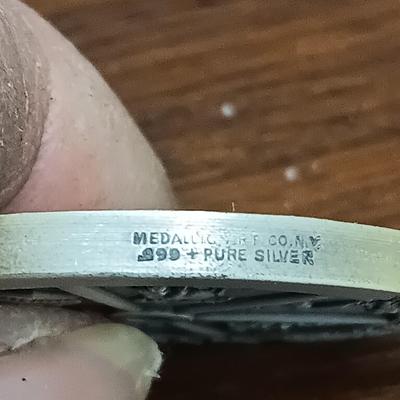 MEDALLIC ART CO.N.Y.
.999 + PURE SILVER